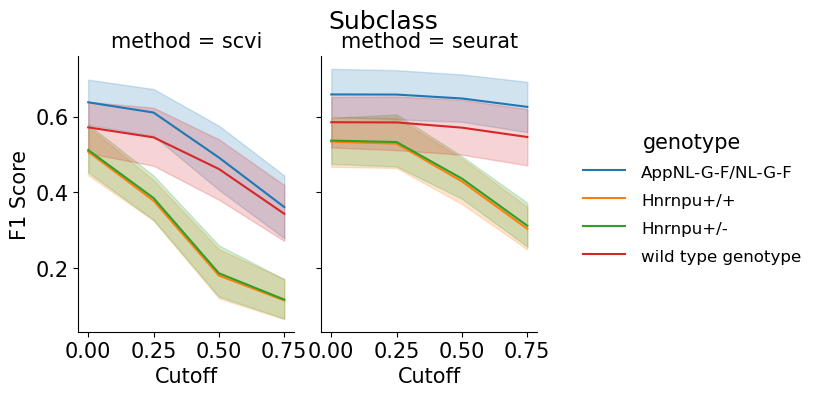 Subclass
method = scvi
method = seurat
F1 Score
0.6
0.4
0.2
0.00 0.25 0.50 0.75
0.00 0.25 0.50 0.75
Cutoff
Cutoff
genotype
AppNL-G-F/NL-G-F
Hnrnpu+/+
Hnrnpu+/-
wild type genotype